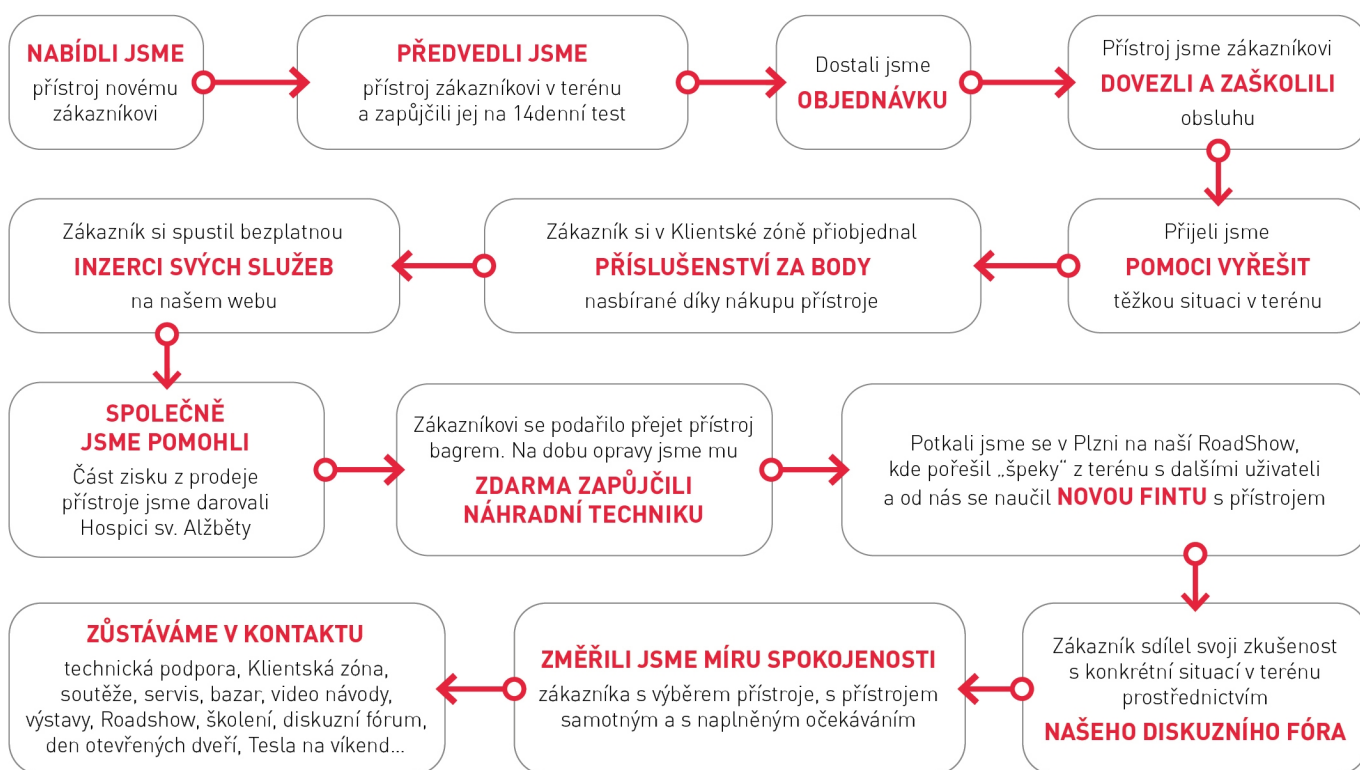 NABÍDLI JSME
přístroj novému
zákazníkovi
PŘEDVEDLI JSME
přístroj zákazníkovi v terénu
a zapůjčili jej na 14denní test
Dostali jsme
OBJEDNÁVKU
Přístroj jsme zákazníkovi
DOVEZLI A ZAŠKOLILI
obsluhu
Přijeli jsme
POMOCI VYŘEŠIT
těžkou situaci v terénu
Zákazník si v Klientské zóně přiobjednal
PŘÍSLUŠENSTVÍ ZA BODY
nasbírané díky nákupu přístroje
Zákazník si spustil bezplatnou
INZERCI SVÝCH SLUŽEB
na našem webu
SPOLEČNĚ
JSME POMOHLI
Část zisku z prodeje
přístroje jsme darovali
Hospici sv. Alžběty
Zákazníkovi se podařilo přejet přístroj
bagrem. Na dobu opravy jsme mu
ZDARMA ZAPŮJČILI
NÁHRADNÍ TECHNIKU
Potkali jsme se v Plzni na naší RoadShow,
kde pořešil „špeky“ z terénu s dalšími uživateli
a od nás se naučil NOVOU FINTU s přístrojem
Zákazník sdílel svoji zkušenost
s konkrétní situací v terénu
prostřednictvím
NAŠEHO DISKUZNÍHO FÓRA
ZMĚŘILI JSME MÍRU SPOKOJENOSTI
zákazníka s výběrem přístroje, s přístrojem
samotným a s naplněným očekáváním
ZŮSTÁVÁME V KONTAKTU
technická podpora, Klientská zóna,
soutěže, servis, bazar, video návody,
výstavy, Roadshow, školení, diskuzní fórum,
den otevřených dveří, Tesla na víkend...